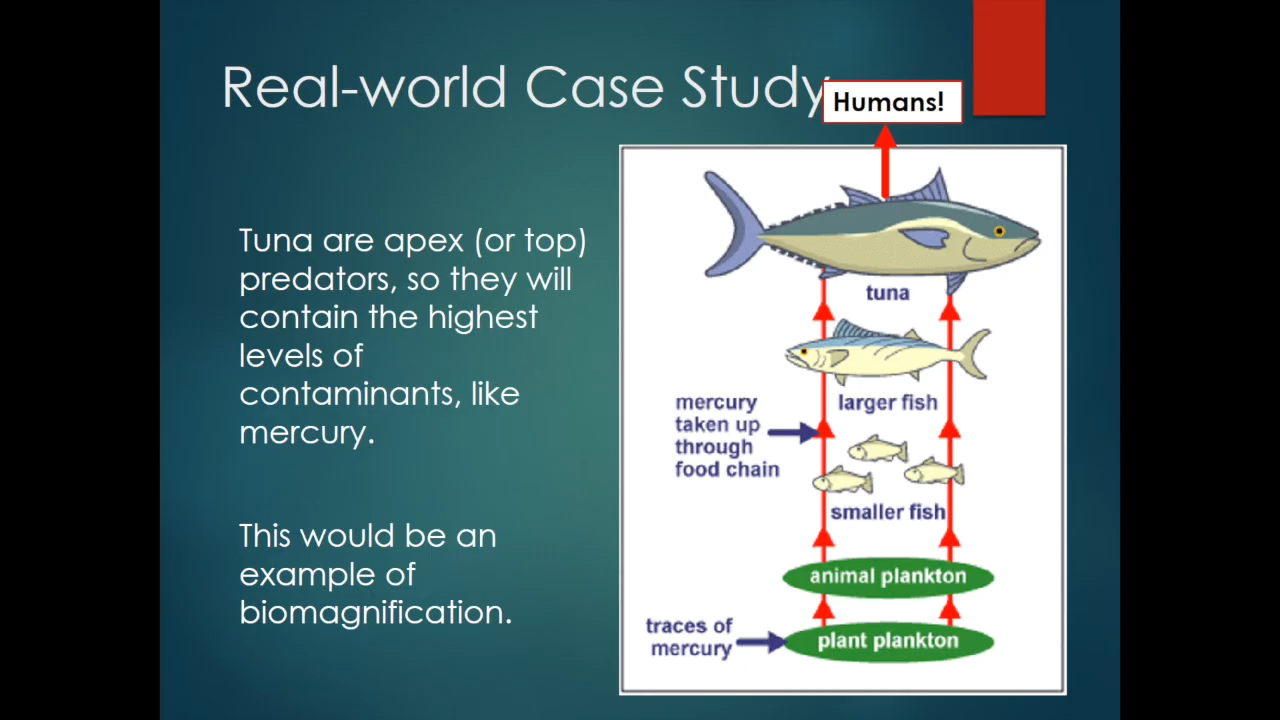 Real-world Case Study
Humans!
Tuna are apex (or top)
predators, so they will
contain the highest
levels of
contaminants, like
mercury.
This would be an
example of
biomagnification.
tuna
larger fish
mercury
taken up
through
food chain
smaller fish
animal plankton
traces of
mercury
plant plankton